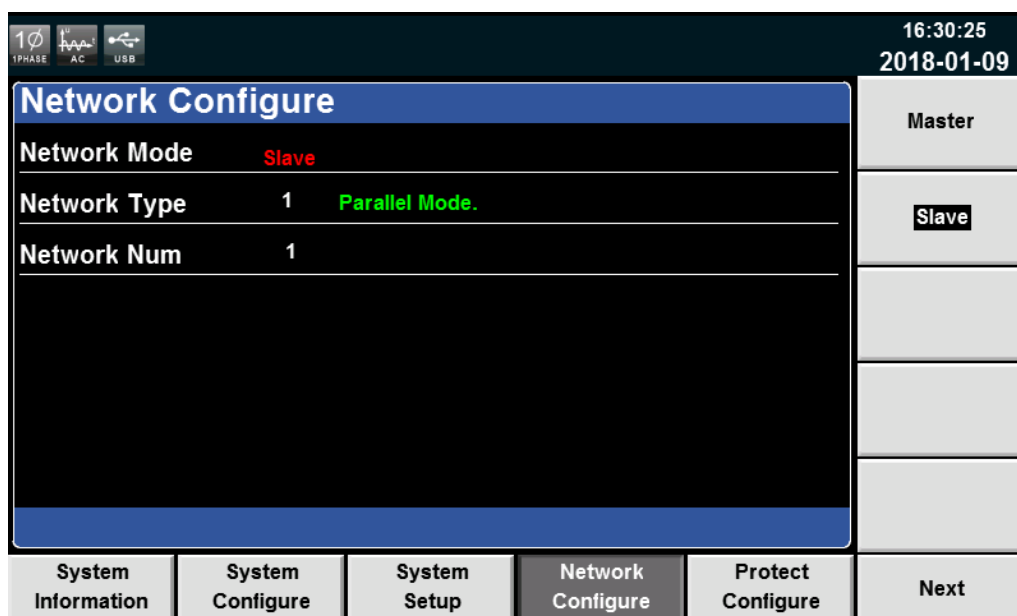 1Ø
1PHASE
U
t
AC
USB
16:30:25
2018-01-09
Network Configure
Network Mode Slave
Network Type 1 Parallel Mode.
Network Num 1
Master
Slave
System
Information
System
Configure
System
Setup
Network
Configure
Protect
Configure
Next